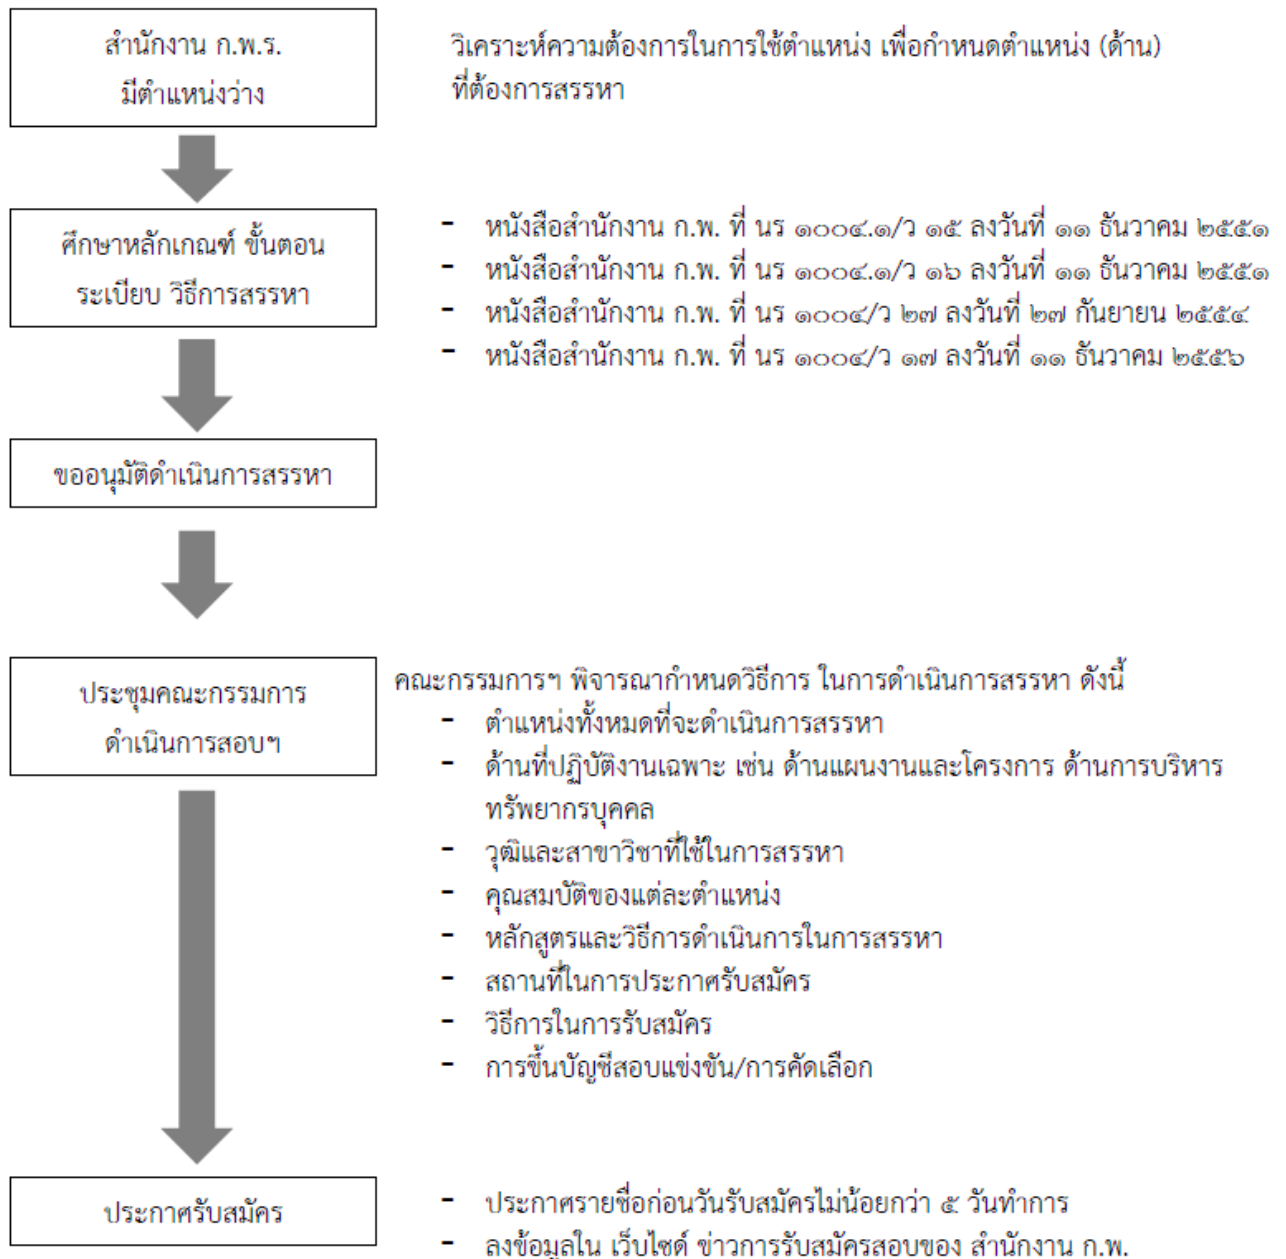 สำนักงาน ก.พ.ร.
มีตำแหน่งว่าง
วิเคราะห์ความต้องการในการใช้ตำแหน่ง เพื่อกำหนดตำแหน่ง (ด้าน)
ที่ต้องการสรรหา
ศึกษาหลักเกณฑ์ ขั้นตอน
ระเบียบ วิธีการสรรหา
- หนังสือสำนักงาน ก.พ. ที่ นร ๑๐๐๔.๑/ว ๑๕ ลงวันที่ ๑๑ ธันวาคม ๒๕๕๑
- หนังสือสำนักงาน ก.พ. ที่ นร ๑๐๐๔.๑/ว ๑๖ ลงวันที่ ๑๑ ธันวาคม ๒๕๕๑
- หนังสือสำนักงาน ก.พ. ที่ นร ๑๐๐๔/ว ๒๗ ลงวันที่ ๒๗ กันยายน ๒๕๕๔
- หนังสือสำนักงาน ก.พ. ที่ นร ๑๐๐๔/ว ๑๗ ลงวันที่ ๑๑ ธันวาคม ๒๕๕๖
ขออนุมัติดำเนินการสรรหา
ประชุมคณะกรรมการ
ดำเนินการสอบฯ
คณะกรรมการฯ พิจารณากำหนดวิธีการ ในการดำเนินการสรรหา ดังนี้
- ตำแหน่งทั้งหมดที่จะดำเนินการสรรหา
- ด้านที่ปฏิบัติงานเฉพาะ เช่น ด้านแผนงานและโครงการ ด้านการบริหาร
ทรัพยากรบุคคล
- วุฒิและสาขาวิชาที่ใช้ในการสรรหา
- คุณสมบัติของแต่ละตำแหน่ง
- หลักสูตรและวิธีการดำเนินการในการสรรหา
- สถานที่ในการประกาศรับสมัคร
- วิธีการในการรับสมัคร
- การขึ้นบัญชีสอบแข่งขัน/การคัดเลือก
ประกาศรับสมัคร
- ประกาศรายชื่อก่อนวันรับสมัครไม่น้อยกว่า ๕ วันทำการ
- ลงข้อมูลใน เว็บไซด์ ข่าวการรับสมัครสอบของ สำนักงาน ก.พ.